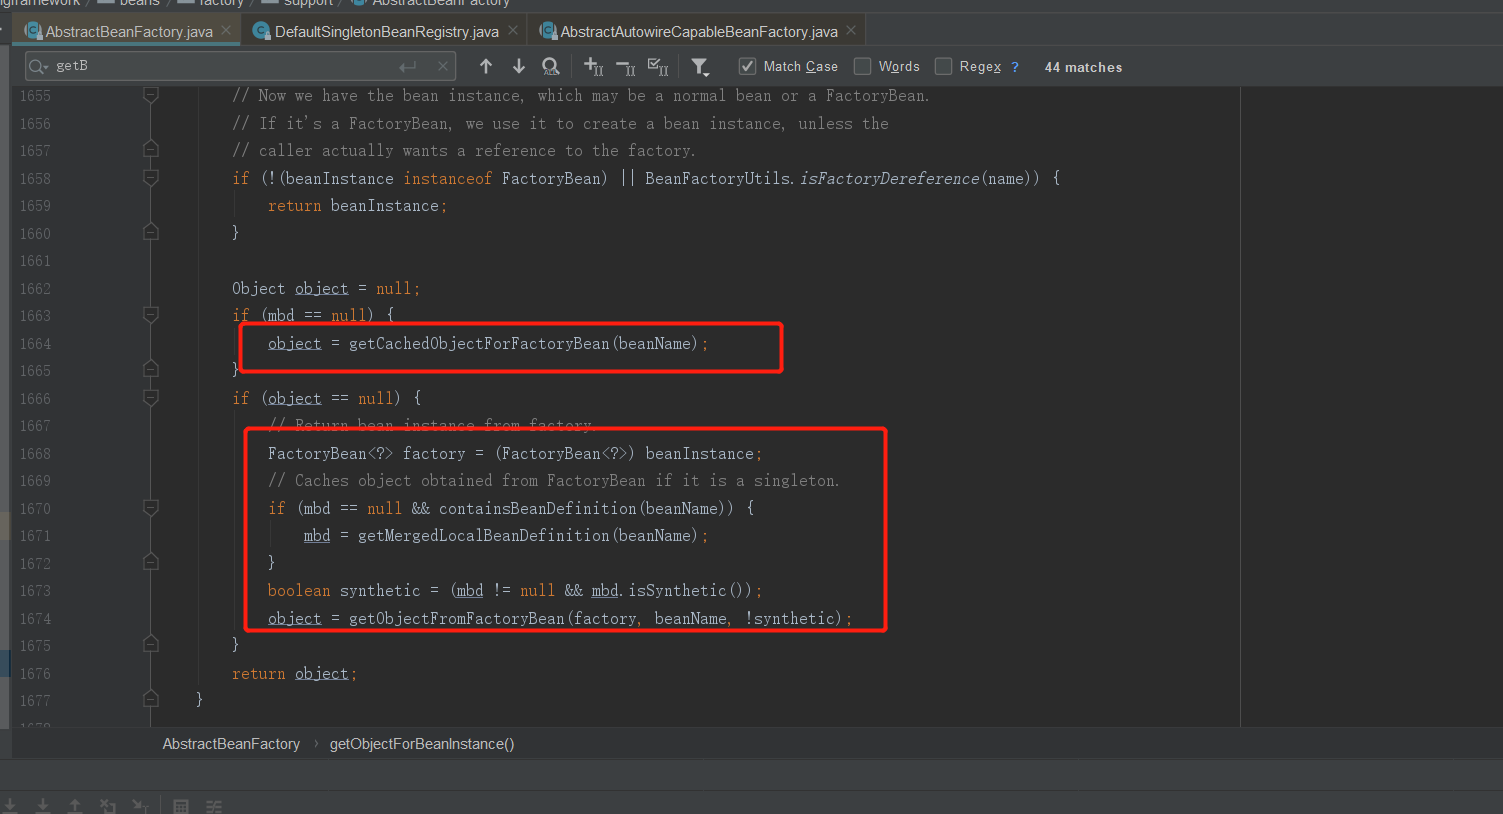 ngframework / beans / factory / support / AbstractBeanFactory
AbstractBeanFactory.java × DefaultSingletonBeanRegistry.java × AbstractAutowireCapableBeanFactory.java ×
getB Match Case Words Regex ? 44 matches
1655 // Now we have the bean instance, which may be a normal bean or a FactoryBean.
1656 // If it's a FactoryBean, we use it to create a bean instance, unless the
1657 // caller actually wants a reference to the factory.
1658 if (!(beanInstance instanceof FactoryBean) || BeanFactoryUtils.isFactoryDereference(name)) {
1659 return beanInstance;
1660 }
1661
1662 Object object = null;
1663 if (mbd == null) {
1664 object = getCachedObjectForFactoryBean(beanName);
1665 }
1666 if (object == null) {
1667 // Return bean instance from factory.
1668 FactoryBean<?> factory = (FactoryBean<?>) beanInstance;
1669 // Caches object obtained from FactoryBean if it is a singleton.
1670 if (mbd == null && containsBeanDefinition(beanName)) {
1671 mbd = getMergedLocalBeanDefinition(beanName);
1672 }
1673 boolean synthetic = (mbd != null && mbd.isSynthetic());
1674 object = getObjectFromFactoryBean(factory, beanName, !synthetic);
1675 }
1676 return object;
1677 }
1678
AbstractBeanFactory › getObjectForBeanInstance()